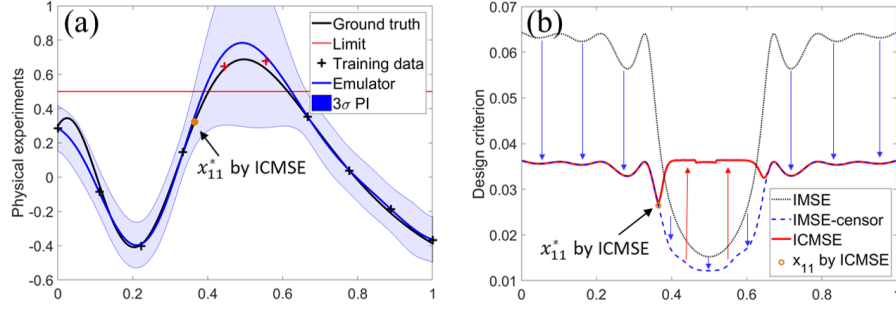 (a)
Physical experiments
1
0.8
0.6
0.4
0.2
0
-0.2
-0.4
-0.6
0
0.2
0.4
0.6
0.8
1
Ground truth
Limit
Training data
Emulator
3σ PI
x*11 by ICMSE
(b)
Design criterion
0.06
0.05
0.04
0.03
0.02
0.01
0
0.2
0.4
0.6
0.8
1
IMSE
IMSE-censor
ICMSE
x11 by ICMSE
x*11 by ICMSE